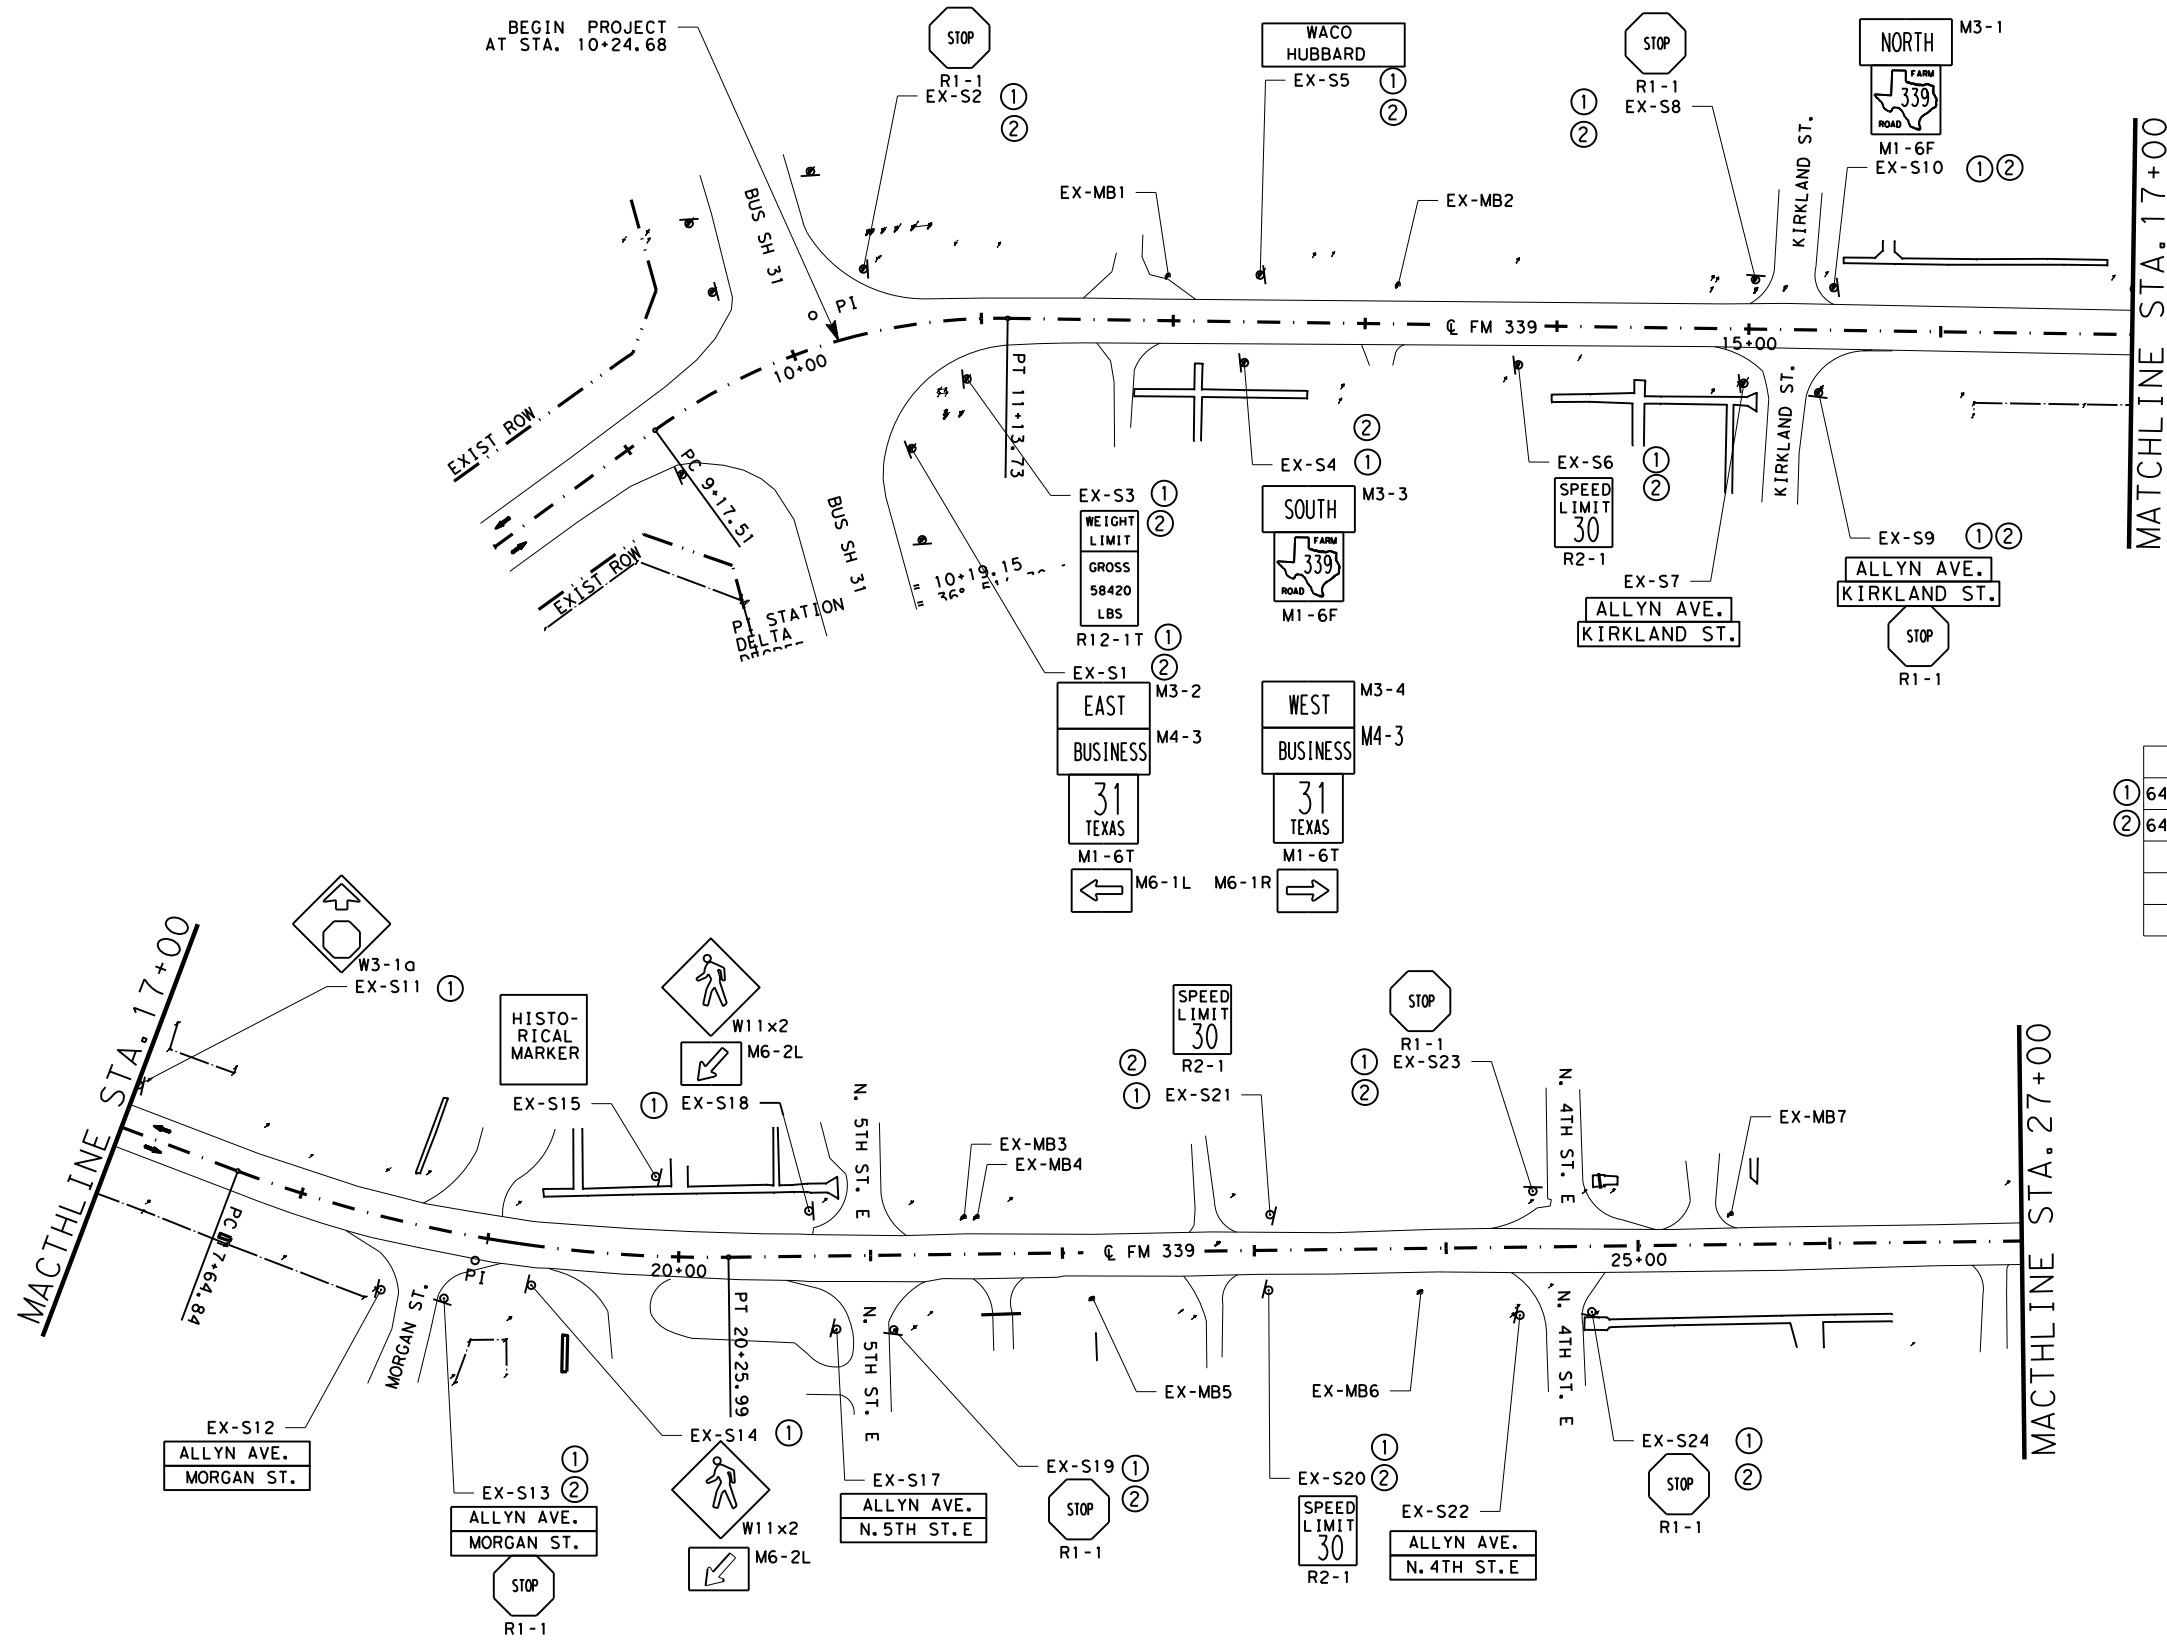 BEGIN PROJECT
AT STA. 10+24.68
STOP
R1-1
EX-S2 1
2
WACO
HUBBARD
EX-S5 1
2
STOP
R1-1
1 EX-S8
2
NORTH M3-1
FARM
339
ROAD
M1-6F
EX-S10 1 2
BUS SH 31
EX-MB1
EX-MB2
KIRKLAND ST.
MATCHLINE STA. 17+00
PI
10+00
℄ FM 339
15+00
PT 11+13.73
EXIST ROW
PC 9+17.51
EXIST ROW
BUS SH 31
KIRKLAND ST.
10+19.15
36°
PI STATION
DELTA
EX-S3 1
2
WEIGHT
LIMIT
GROSS
58420
LBS
R12-1T 1
2
EX-S4
2
1
SOUTH M3-3
FARM
339
ROAD
M1-6F
EX-S6 1
2
SPEED
LIMIT
30
R2-1
EX-S7
ALLYN AVE.
KIRKLAND ST.
EX-S9 1 2
ALLYN AVE.
KIRKLAND ST.
STOP
R1-1
EX-S1
EAST M3-2
BUSINESS M4-3
31
TEXAS
M1-6T
M6-1L
WEST M3-4
BUSINESS M4-3
31
TEXAS
M1-6T
M6-1R
1 64
2 64
MACTHLINE STA. 17+00
W3-1a
EX-S11 1
HISTO-
RICAL
MARKER
EX-S15
W11x2
M6-2L
1 EX-S18
N. 5TH ST. E
EX-MB3
EX-MB4
SPEED
LIMIT
30
2 R2-1
1 EX-S21
STOP
R1-1
1 EX-S23
2
N. 4TH ST. E
EX-MB7
MACTHLINE STA. 27+00
PC 17+64.84
PI
20+00
℄ FM 339
25+00
MORGAN ST.
PT 20+25.99
N. 5TH ST. E
EX-MB5
EX-MB6
N. 4TH ST. E
EX-S12
ALLYN AVE.
MORGAN ST.
1
EX-S13 2
ALLYN AVE.
MORGAN ST.
STOP
R1-1
EX-S14 1
W11x2
M6-2L
EX-S17
ALLYN AVE.
N.5TH ST.E
EX-S19 1
2
STOP
R1-1
1
EX-S20 2
SPEED
LIMIT
30
R2-1
EX-S22
ALLYN AVE.
N.4TH ST.E
EX-S24 1
2
STOP
R1-1